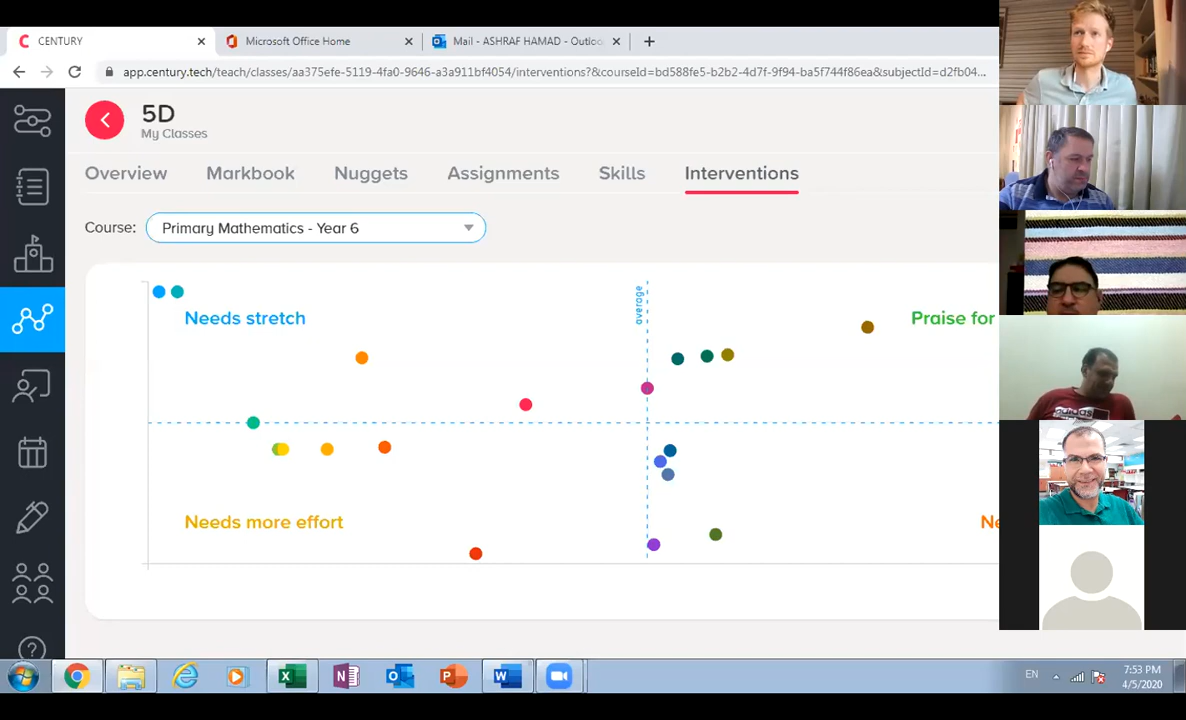 CENTURY
Microsoft Office Home
Mail - ASHRAF HAMAD - Outloc
app.century.tech/teach/classes/aa375efe-5119-4fa0-9646-a3a911bf4054/interventions?&courseId=bd588fe5-b2b2-4d7f-9f94-ba5f744f86ea&subjectId=d2fb04...
5D
My Classes
Overview Markbook Nuggets Assignments Skills Interventions
Course: Primary Mathematics - Year 6
average
Needs stretch
Praise for
Needs more effort
Ne
EN
7:53 PM
4/5/2020